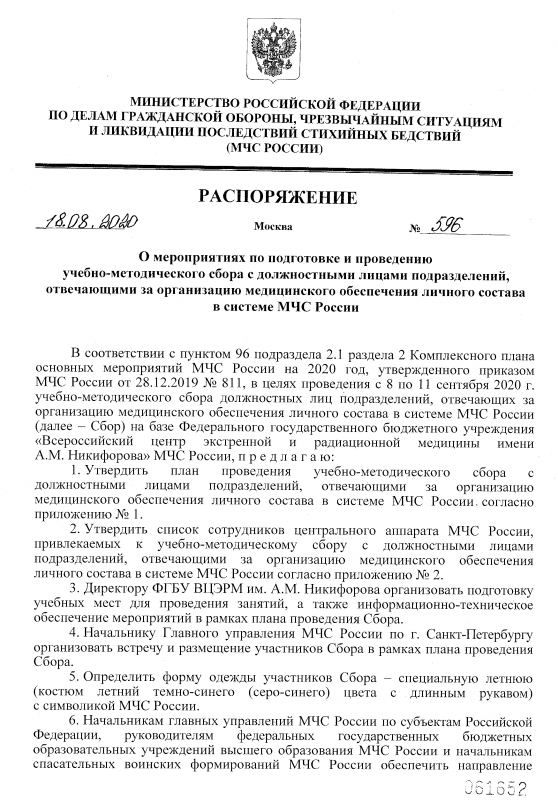 МИНИСТЕРСТВО РОССИЙСКОЙ ФЕДЕРАЦИИ
ПО ДЕЛАМ ГРАЖДАНСКОЙ ОБОРОНЫ, ЧРЕЗВЫЧАЙНЫМ СИТУАЦИЯМ
И ЛИКВИДАЦИИ ПОСЛЕДСТВИЙ СТИХИЙНЫХ БЕДСТВИЙ
(МЧС РОССИИ)
РАСПОРЯЖЕНИЕ
18.08.2020 Москва № 596
О мероприятиях по подготовке и проведению
учебно-методического сбора с должностными лицами подразделений,
отвечающими за организацию медицинского обеспечения личного состава
в системе МЧС России
В соответствии с пунктом 96 подраздела 2.1 раздела 2 Комплексного плана
основных мероприятий МЧС России на 2020 год, утвержденного приказом
МЧС России от 28.12.2019 № 811, в целях проведения с 8 по 11 сентября 2020 г.
учебно-методического сбора должностных лиц подразделений, отвечающих за
организацию медицинского обеспечения личного состава в системе МЧС России
(далее – Сбор) на базе Федерального государственного бюджетного учреждения
«Всероссийский центр экстренной и радиационной медицины имени
А.М. Никифорова» МЧС России, п р е д л а г а ю:
1. Утвердить план проведения учебно-методического сбора с
должностными лицами подразделений, отвечающими за организацию
медицинского обеспечения личного состава в системе МЧС России согласно
приложению № 1.
2. Утвердить список сотрудников центрального аппарата МЧС России,
привлекаемых к учебно-методическому сбору с должностными лицами
подразделений, отвечающими за организацию медицинского обеспечения
личного состава в системе МЧС России согласно приложению № 2.
3. Директору ФГБУ ВЦЭРМ им. А.М. Никифорова организовать подготовку
учебных мест для проведения занятий, а также информационно-техническое
обеспечение мероприятий в рамках плана проведения Сбора.
4. Начальнику Главного управления МЧС России по г. Санкт-Петербургу
организовать встречу и размещение участников Сбора в рамках плана проведения
Сбора.
5. Определить форму одежды участников Сбора – специальную летнюю
(костюм летний темно-синего (серо-синего) цвета с длинным рукавом)
с символикой МЧС России.
6. Начальникам главных управлений МЧС России по субъектам Российской
Федерации, руководителям федеральных государственных бюджетных
образовательных учреждений высшего образования МЧС России и начальникам
спасательных воинских формирований МЧС России обеспечить направление
061652